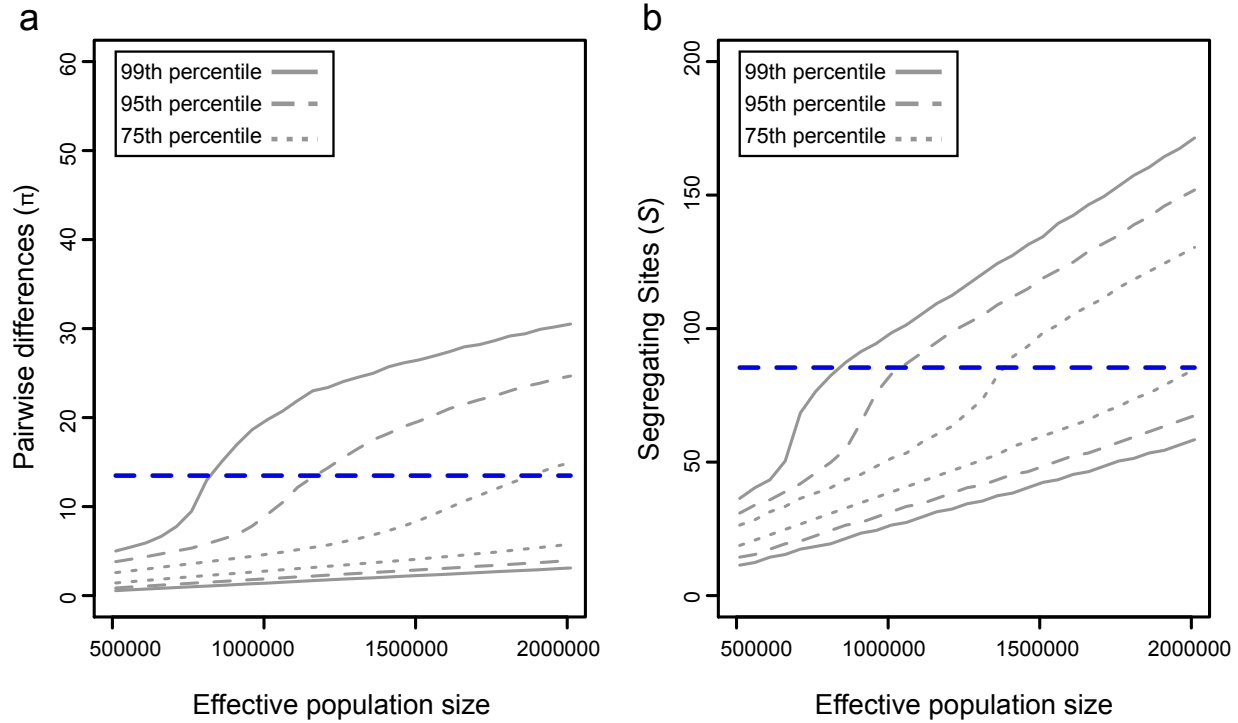 a
Pairwise differences (π)
60
50
40
30
20
10
0
99th percentile
95th percentile
75th percentile
500000 1000000 1500000 2000000
Effective population size
b
Segregating Sites (S)
200
150
100
50
0
99th percentile
95th percentile
75th percentile
500000 1000000 1500000 2000000
Effective population size